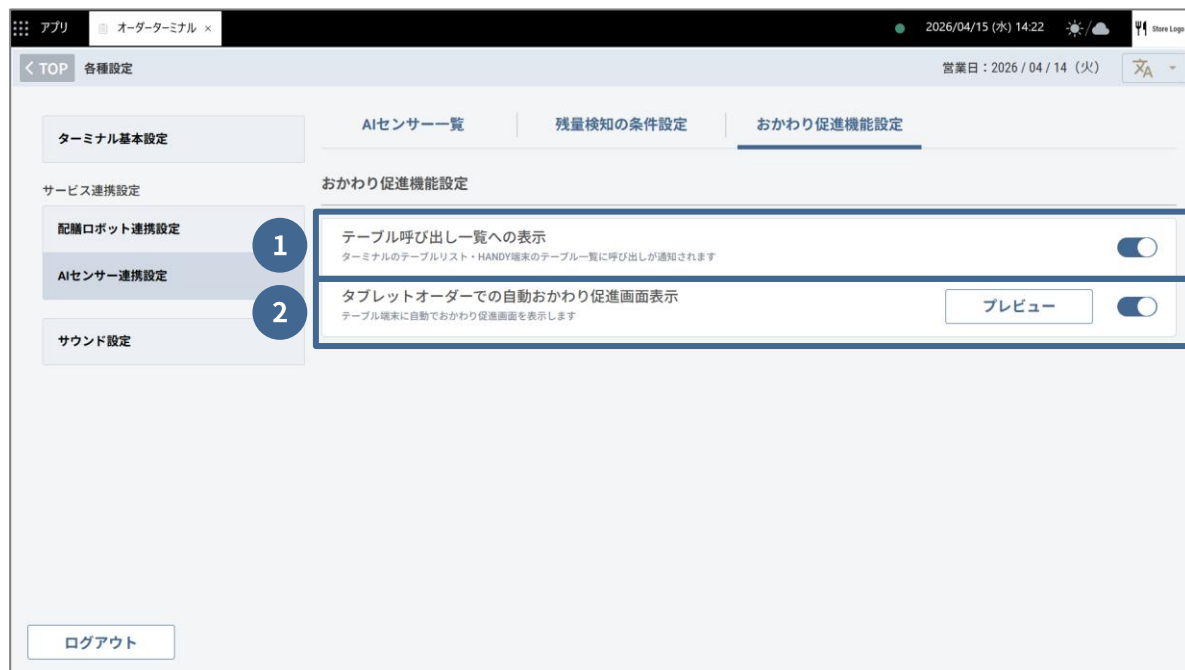 アプリ
オーダーターミナル ×
2026/04/15 (水) 14:22
Store Logo
< TOP
各種設定
営業日：2026 / 04 / 14（火）
文A
ターミナル基本設定
サービス連携設定
配膳ロボット連携設定
AIセンサー連携設定
サウンド設定
AIセンサー一覧
残量検知の条件設定
おかわり促進機能設定
おかわり促進機能設定
1
テーブル呼び出し一覧への表示
ターミナルのテーブルリスト・HANDY端末のテーブル一覧に呼び出しが通知されます
2
タブレットオーダーでの自動おかわり促進画面表示
テーブル端末に自動でおかわり促進画面を表示します
プレビュー
ログアウト